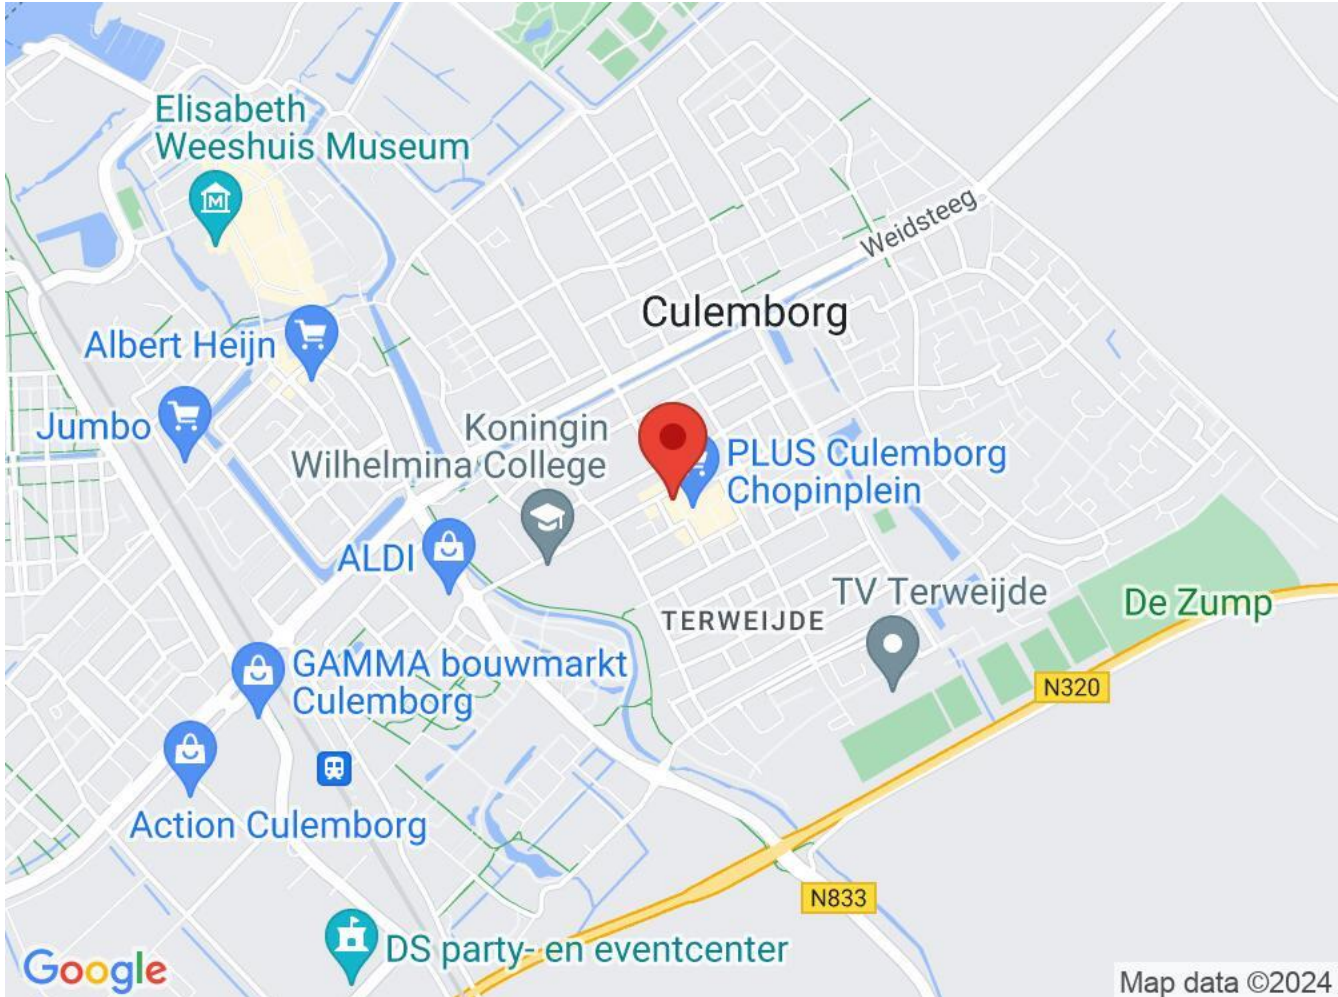 Elisabeth
Weeshuis Museum
Weidsteeg
Culemborg
Albert Heijn
Jumbo
Koningin
Wilhelmina College
PLUS Culemborg
Chopinplein
ALDI
TV Terweijde
De Zump
TERWEIJDE
GAMMA bouwmarkt
Culemborg
N320
Action Culemborg
N833
DS party- en eventcenter
Google
Map data ©2024